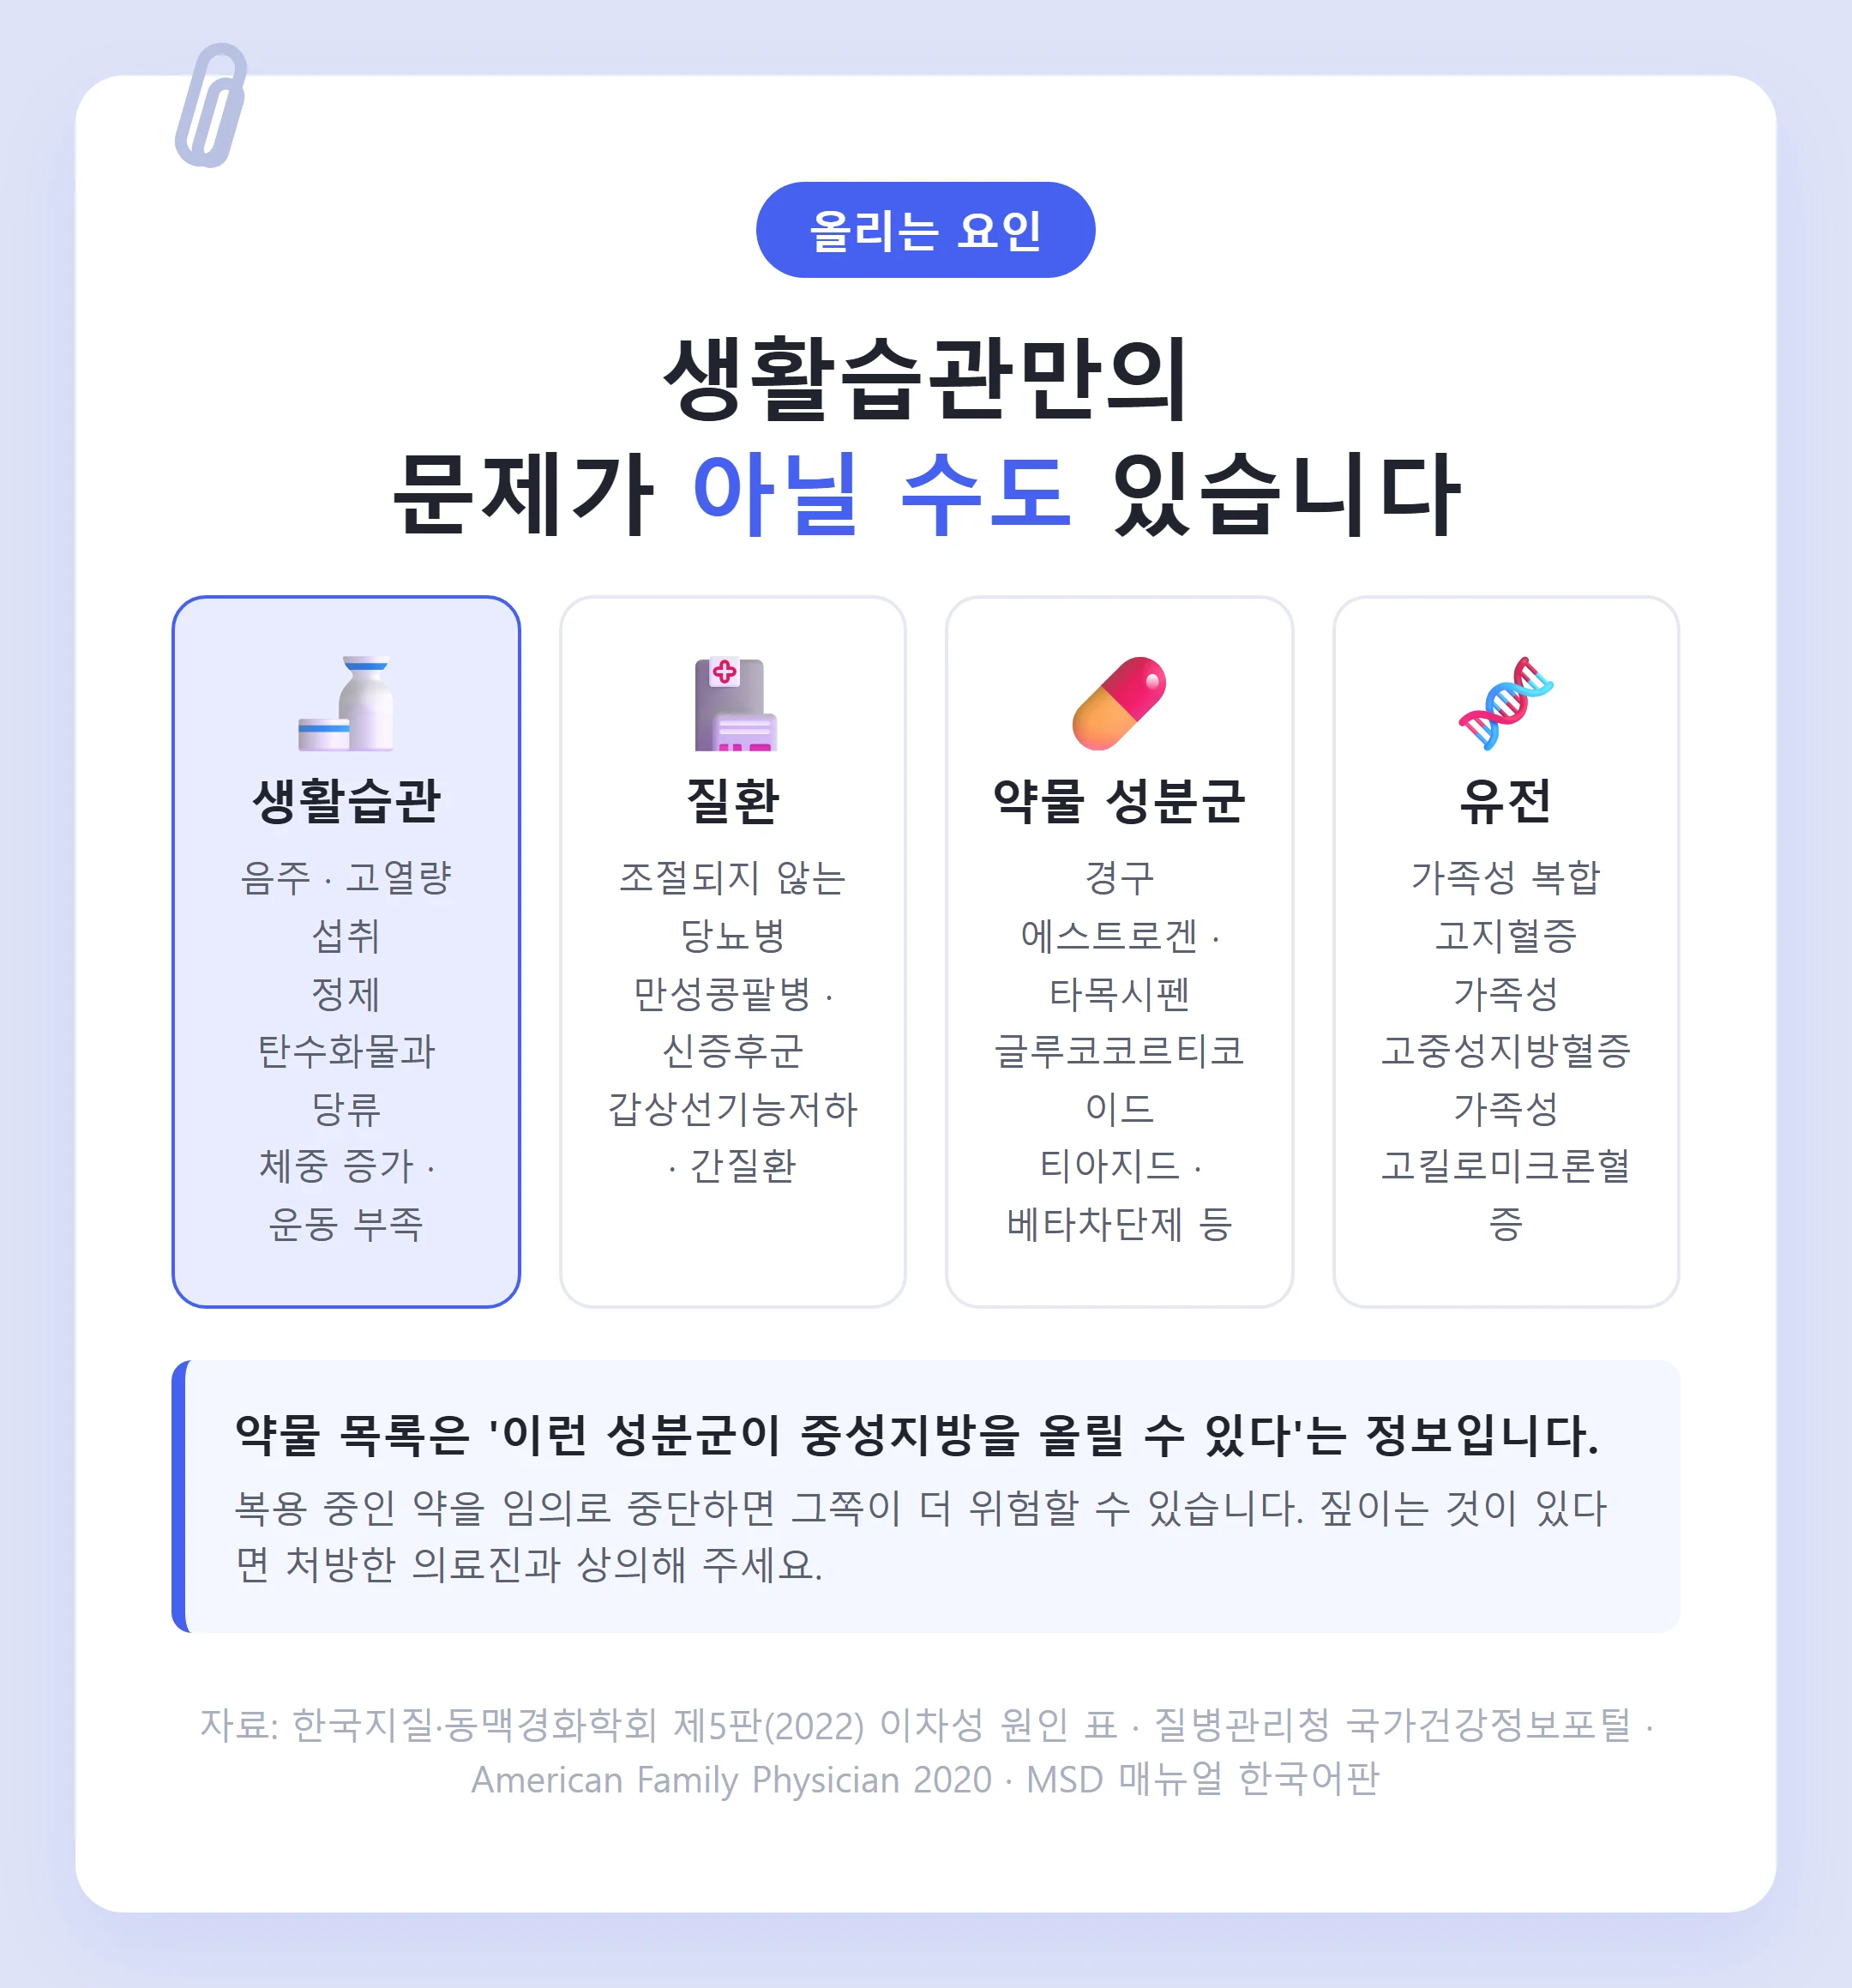 올리는 요인
생활습관만의
문제가 아닐 수도 있습니다
생활습관
음주 · 고열량
섭취
정제
탄수화물과
당류
체중 증가 ·
운동 부족
질환
조절되지 않는
당뇨병
만성콩팥병 ·
신증후군
갑상선기능저하
· 간질환
약물 성분군
경구
에스트로겐 ·
타목시펜
글루코코르티코
이드
티아지드 ·
베타차단제 등
유전
가족성 복합
고지혈증
가족성
고중성지방혈증
가족성
고킬로미크론혈
증
약물 목록은 '이런 성분군이 중성지방을 올릴 수 있다'는 정보입니다.
복용 중인 약을 임의로 중단하면 그쪽이 더 위험할 수 있습니다. 짚이는 것이 있다
면 처방한 의료진과 상의해 주세요.
자료: 한국지질·동맥경화학회 제5판(2022) 이차성 원인 표 · 질병관리청 국가건강정보포털 ·
American Family Physician 2020 · MSD 매뉴얼 한국어판